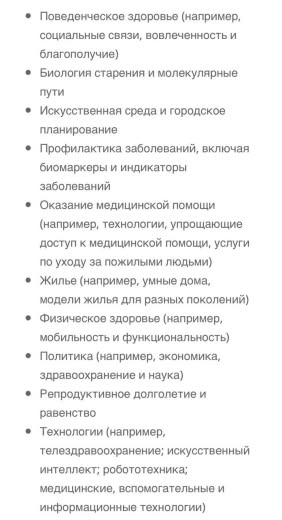 • Поведенческое здоровье (например,
социальные связи, вовлеченность и
благополучие)
• Биология старения и молекулярные
пути
• Искусственная среда и городское
планирование
• Профилактика заболеваний, включая
биомаркеры и индикаторы
заболеваний
• Оказание медицинской помощи
(например, технологии, упрощающие
доступ к медицинской помощи, услуги
по уходу за пожилыми людьми)
• Жилье (например, умные дома,
модели жилья для разных поколений)
• Физическое здоровье (например,
мобильность и функциональность)
• Политика (например, экономика,
здравоохранение и наука)
• Репродуктивное долголетие и
равенство
• Технологии (например,
телездравоохранение; искусственный
интеллект; робототехника;
медицинские, вспомогательные и
информационные технологии)